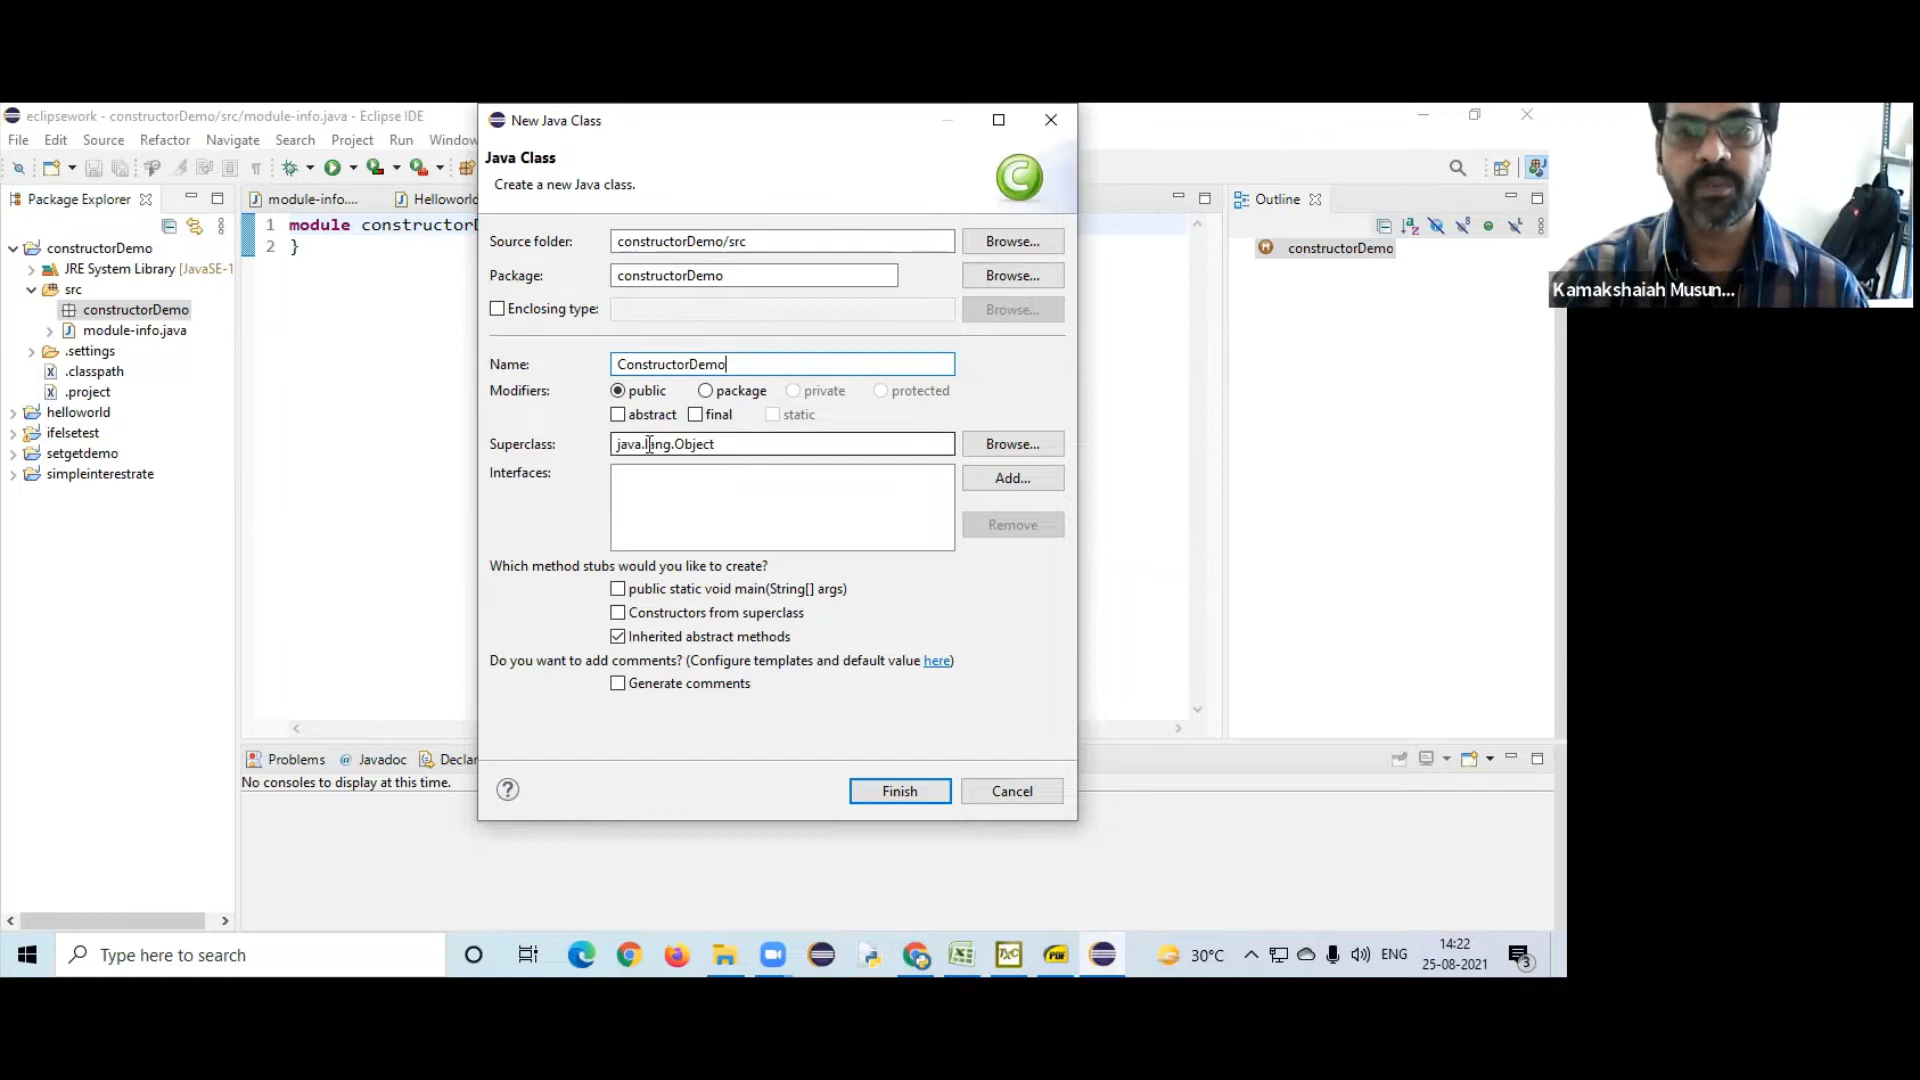 eclipsework - constructorDemo/src/module-info.java - Eclipse IDE
File Edit Source Refactor Navigate Search Project Run Window
Package Explorer
constructorDemo
JRE System Library [JavaSE-1
src
constructorDemo
module-info.java
.settings
.classpath
.project
helloworld
ifelsetest
setgetdemo
simpleinterestrate
module-info....
Helloworld
1 module constructorD
2 }
New Java Class
Java Class
Create a new Java class.
Source folder: constructorDemo/src Browse...
Package: constructorDemo Browse...
Enclosing type: Browse...
Name: ConstructorDemo
Modifiers: public package private protected
abstract final static
Superclass: java.lang.Object Browse...
Interfaces: Add...
Remove
Which method stubs would you like to create?
public static void main(String[] args)
Constructors from superclass
Inherited abstract methods
Do you want to add comments? (Configure templates and default value here)
Generate comments
Finish Cancel
Outline
constructorDemo
Kamakshaiah Musun...
Problems Javadoc Declar
No consoles to display at this time.
Type here to search
30°C ENG
14:22
25-08-2021
3